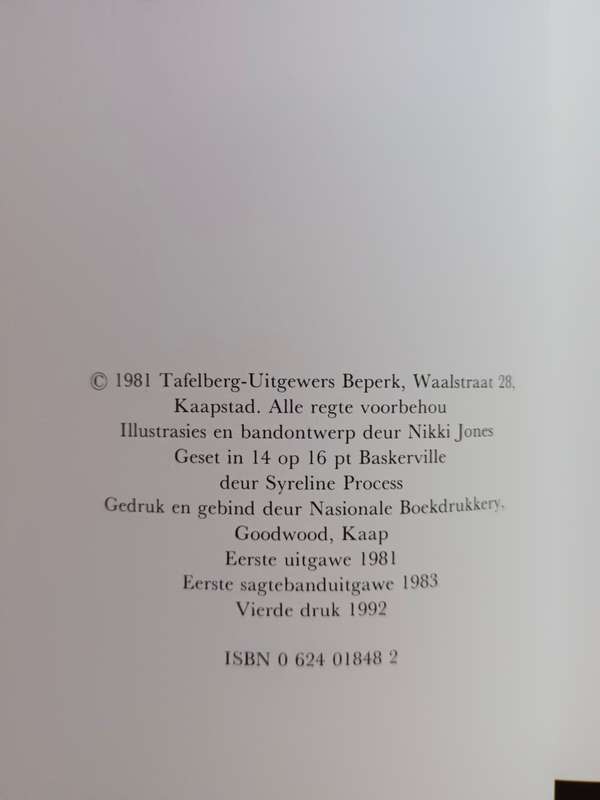 © 1981 Tafelberg-Uitgewers Beperk, Waalstraat 28,
Kaapstad. Alle regte voorbehou
Illustrasies en bandontwerp deur Nikki Jones
Geset in 14 op 16 pt Baskerville
deur Syreline Process
Gedruk en gebind deur Nasionale Boekdrukkery,
Goodwood, Kaap
Eerste uitgawe 1981
Eerste sagtebanduitgawe 1983
Vierde druk 1992
ISBN 0 624 01848 2